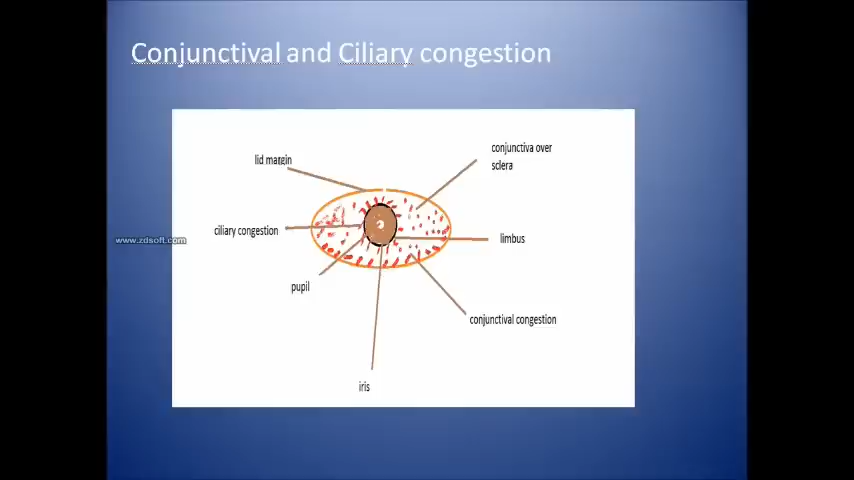 Conjunctival and Ciliary congestion
lid margin
conjunctiva over
sclera
ciliary congestion
www.zdsoft.com
limbus
pupil
conjunctival congestion
iris